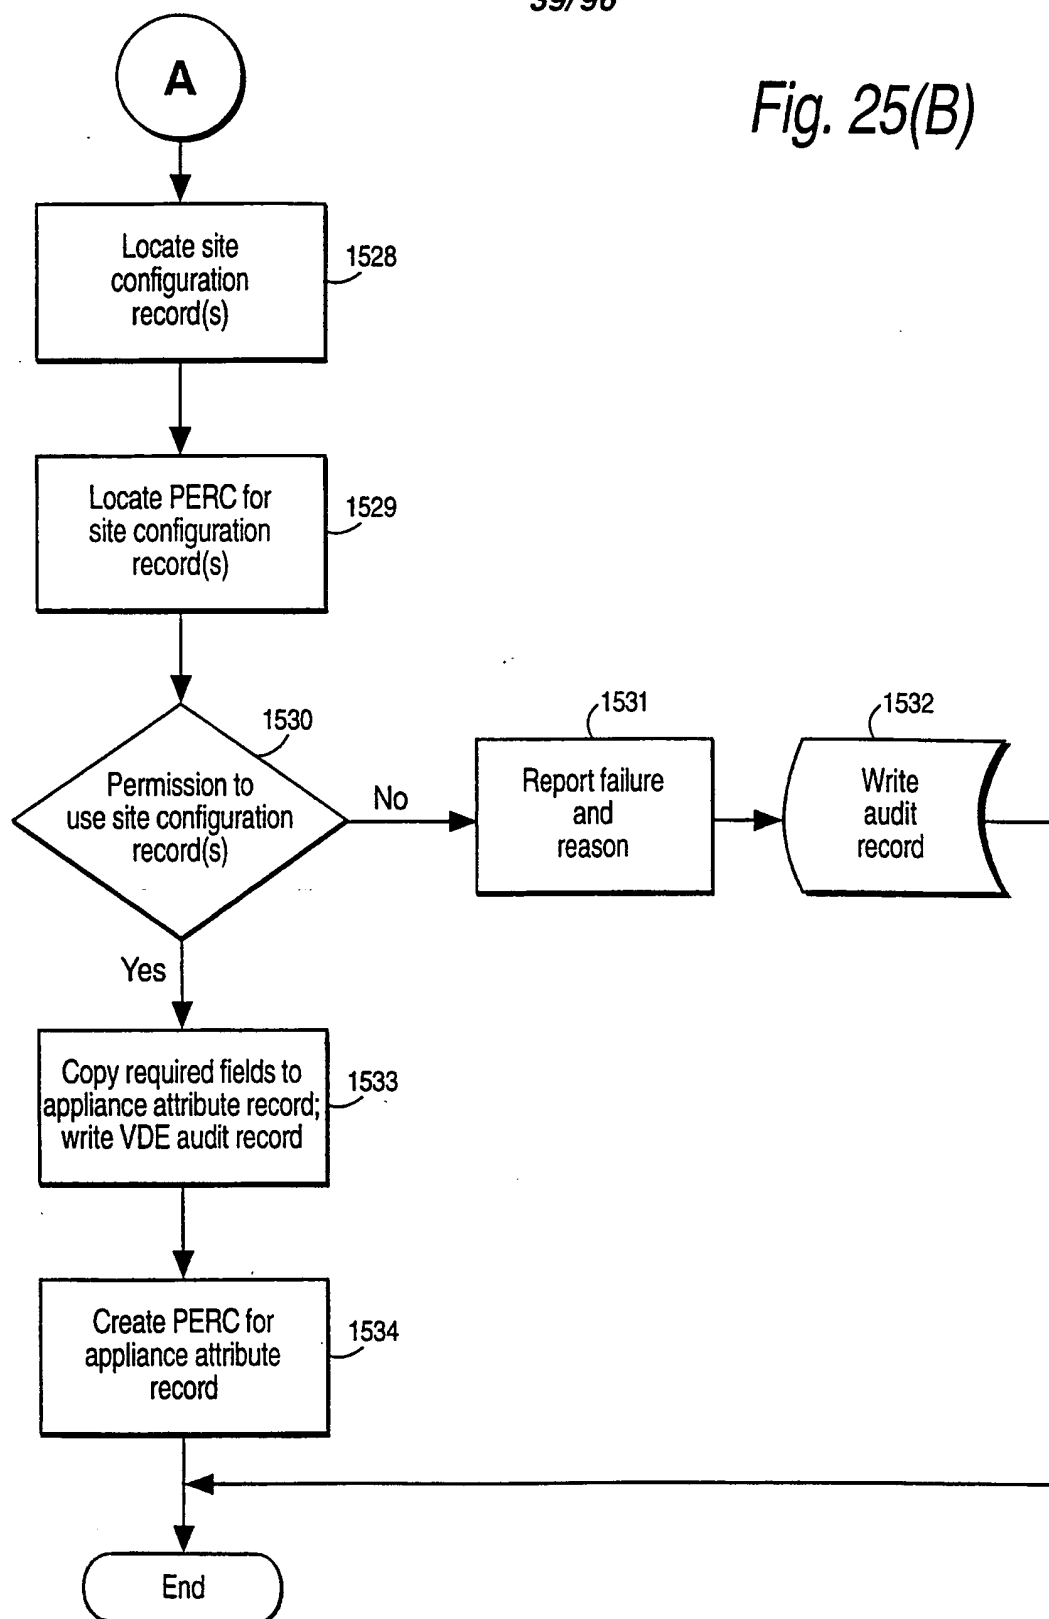 39/96
Fig. 25(B)
A
Locate site
configuration
record(s)
1528
Locate PERC for
site configuration
record(s)
1529
Permission to
use site configuration
record(s)
1530
No
Report failure
and
reason
1531
Write
audit
record
1532
Yes
Copy required fields to
appliance attribute record;
write VDE audit record
1533
Create PERC for
appliance attribute
record
1534
End